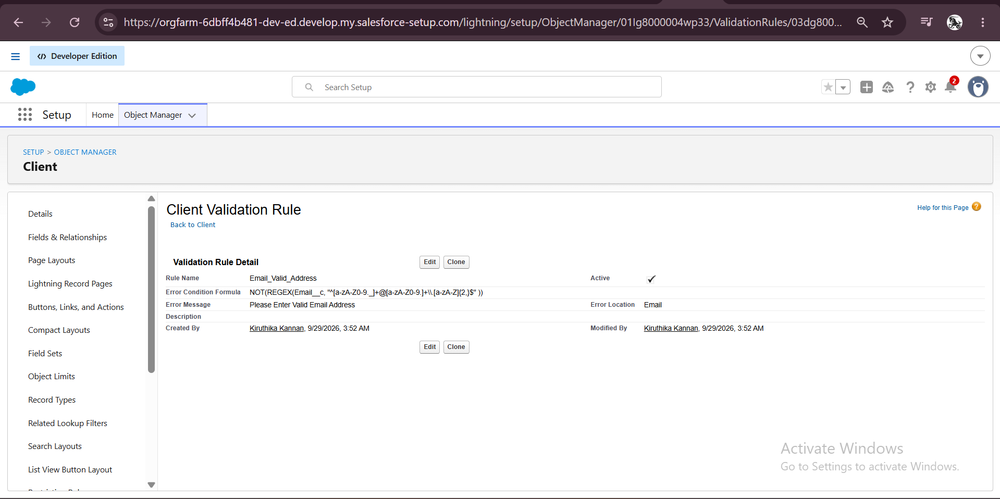 https://orgfarm-6dbff4b481-dev-ed.develop.my.salesforce-setup.com/lightning/setup/ObjectManager/01Ig8000004wp33/ValidationRules/03dg800...
Developer Edition
Search Setup
2
Setup
Home
Object Manager
SETUP > OBJECT MANAGER
Client
Details
Fields & Relationships
Page Layouts
Lightning Record Pages
Buttons, Links, and Actions
Compact Layouts
Field Sets
Object Limits
Record Types
Related Lookup Filters
Search Layouts
List View Button Layout
Client Validation Rule
Help for this Page
Back to Client
Validation Rule Detail
Edit Clone
Rule Name Email_Valid_Address Active
Error Condition Formula NOT(REGEX(Email__c, "^[a-zA-Z0-9._]+@[a-zA-Z0-9.]+\\.[a-zA-Z]{2,}$" ))
Error Message Please Enter Valid Email Address Error Location Email
Description
Created By Kiruthika Kannan, 9/29/2026, 3:52 AM Modified By Kiruthika Kannan, 9/29/2026, 3:52 AM
Edit Clone
Activate Windows
Go to Settings to activate Windows.